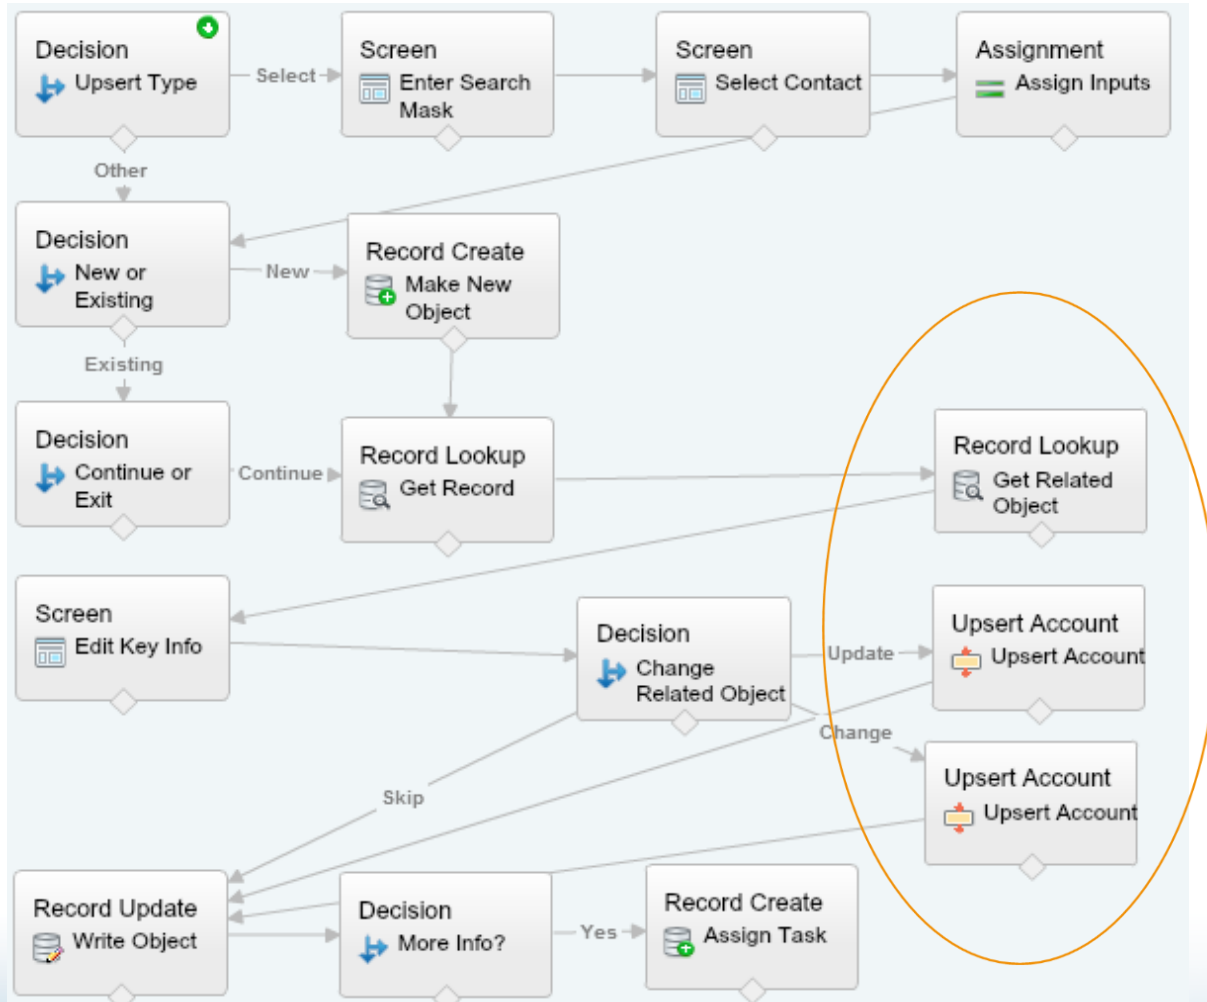 Decision
Upsert Type
Select
Screen
Enter Search
Mask
Screen
Select Contact
Assignment
Assign Inputs
Other
Decision
New or
Existing
New
Record Create
Make New
Object
Existing
Decision
Continue or
Exit
Continue
Record Lookup
Get Record
Record Lookup
Get Related
Object
Screen
Edit Key Info
Decision
Change
Related Object
Update
Upsert Account
Upsert Account
Change
Upsert Account
Upsert Account
Skip
Record Update
Write Object
Decision
More Info?
Yes
Record Create
Assign Task